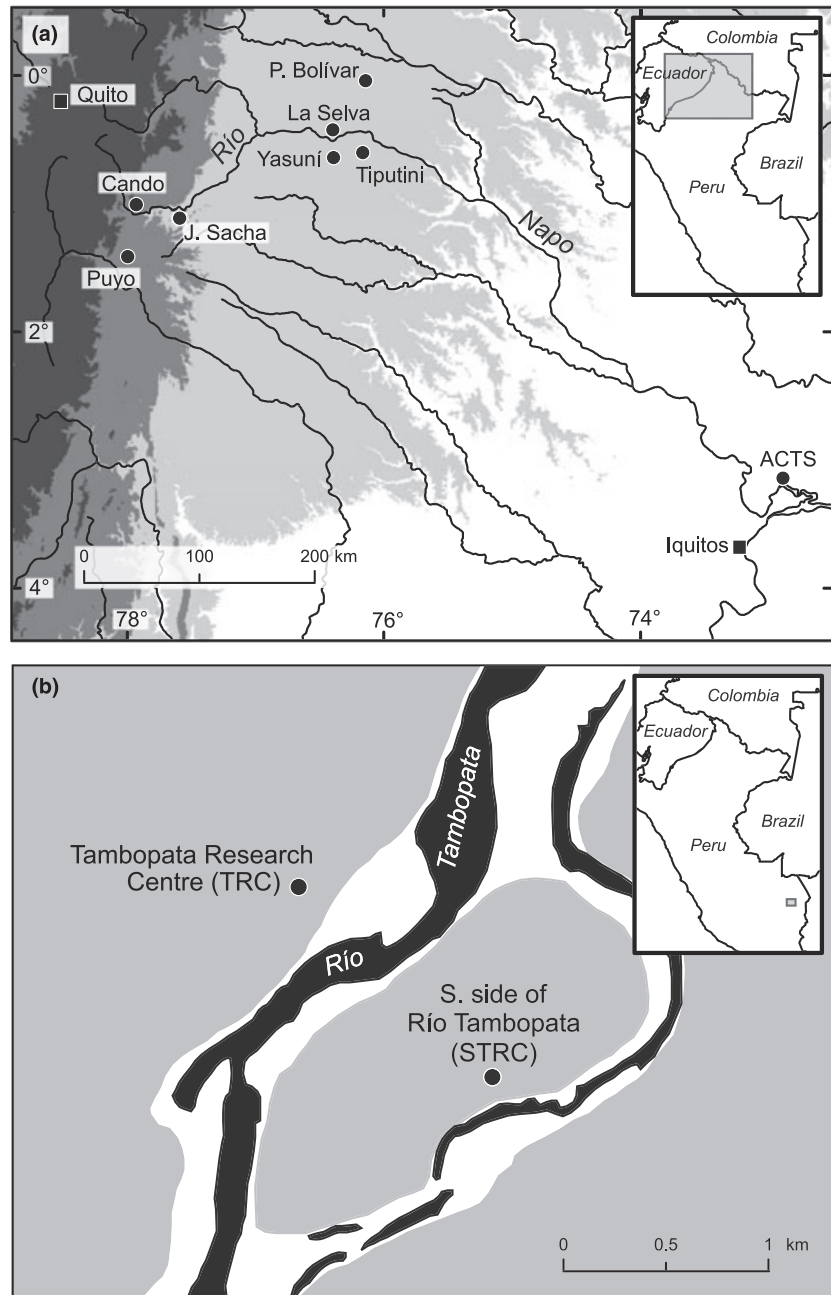 (a)
Colombia
Ecuador
Brazil
Peru
0°
Quito
P. Bolívar
La Selva
Río
Yasuní
Tiputini
Cando
J. Sacha
Napo
Puyo
2°
ACTS
Iquitos
0 100 200 km
4°
78° 76° 74°
(b)
Colombia
Ecuador
Brazil
Peru
Tambopata
Tambopata Research
Centre (TRC)
Río
S. side of
Río Tambopata
(STRC)
0 0.5 1 km